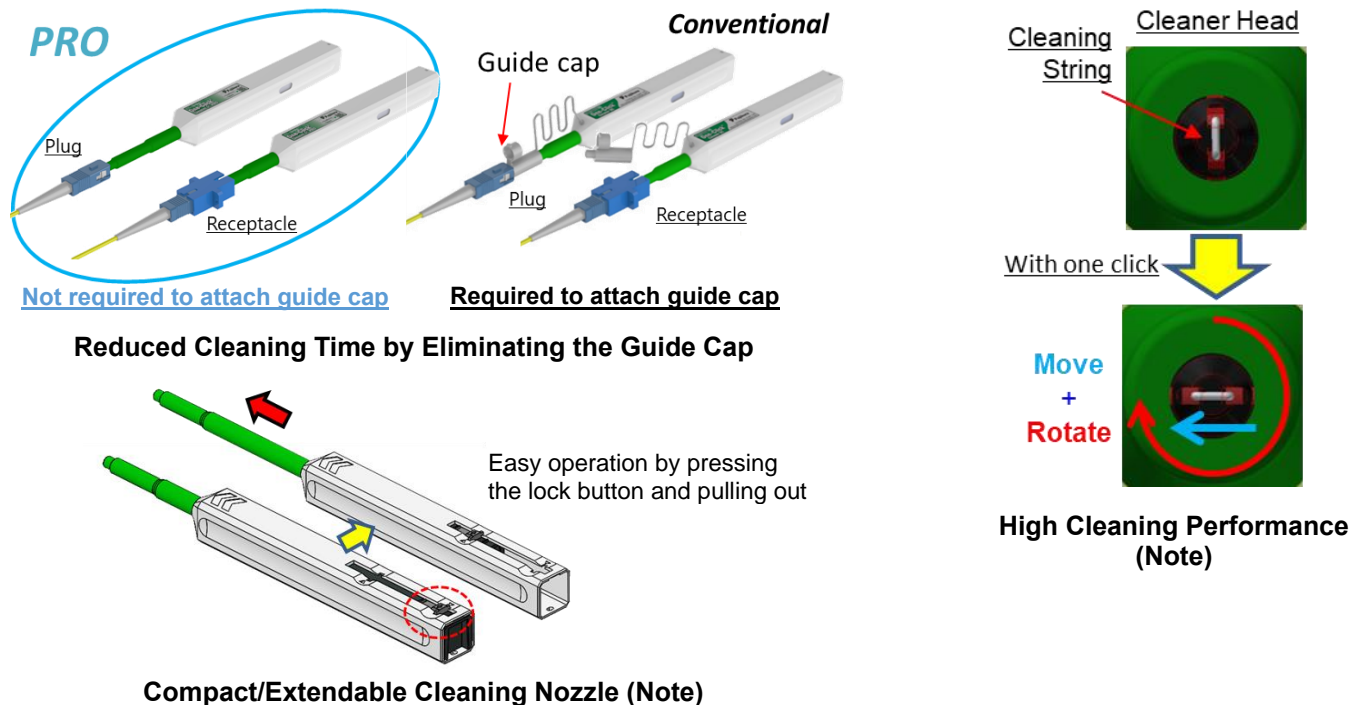 PRO
Plug
Receptacle
Not required to attach guide cap
Conventional
Guide cap
Plug
Receptacle
Required to attach guide cap
Reduced Cleaning Time by Eliminating the Guide Cap
Easy operation by pressing
the lock button and pulling out
Compact/Extendable Cleaning Nozzle (Note)
Cleaner Head
Cleaning
String
With one click
Move
+
Rotate
High Cleaning Performance
(Note)